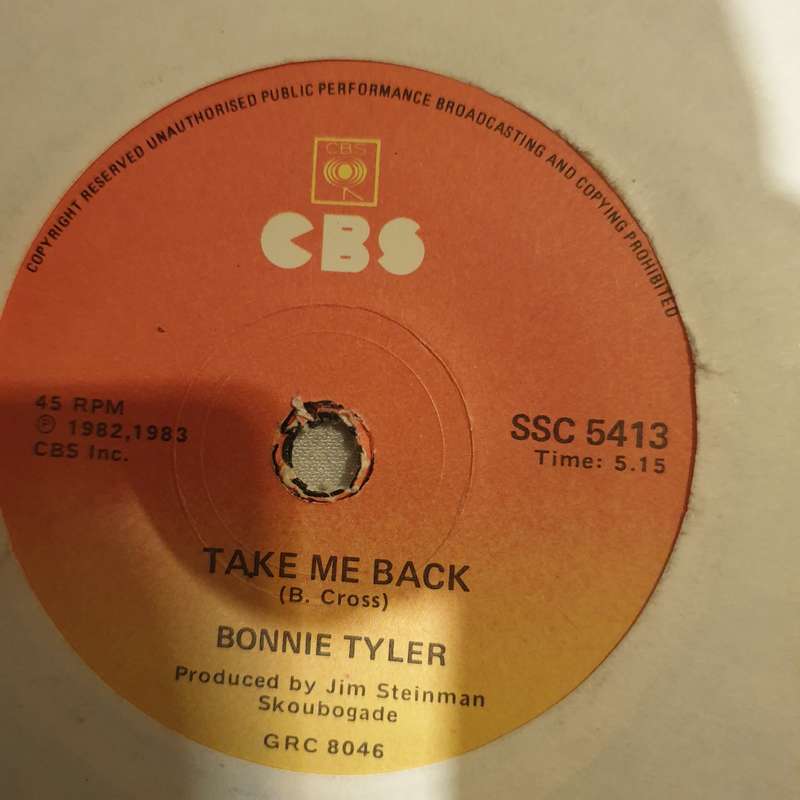 COPYRIGHT RESERVED UNAUTHORISED PUBLIC PERFORMANCE BROADCASTING AND COPYING PROHIBITED
CBS
CBS
45 RPM
℗ 1982,1983
CBS Inc.
SSC 5413
Time: 5.15
TAKE ME BACK
(B. Cross)
BONNIE TYLER
Produced by Jim Steinman
Skoubogade
GRC 8046